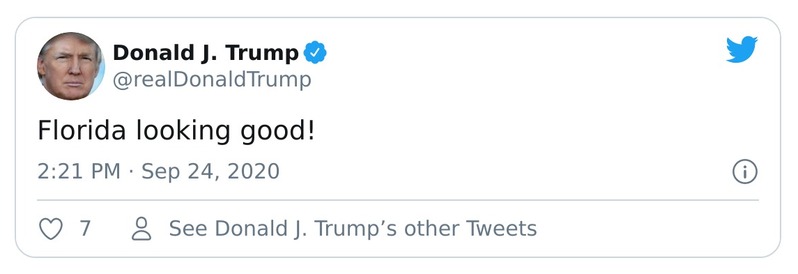 Donald J. Trump
@realDonaldTrump
Florida looking good!
2:21 PM · Sep 24, 2020
7 See Donald J. Trump’s other Tweets